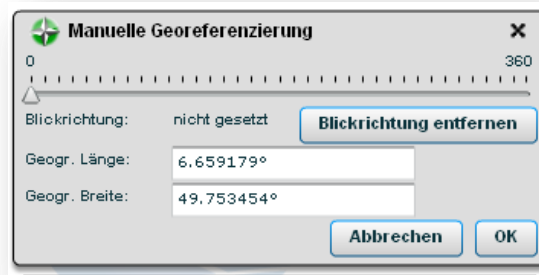 Manuelle Georeferenzierung
0 360
Blickrichtung: nicht gesetzt Blickrichtung entfernen
Geogr. Länge: 6.659179°
Geogr. Breite: 49.753454°
Abbrechen OK